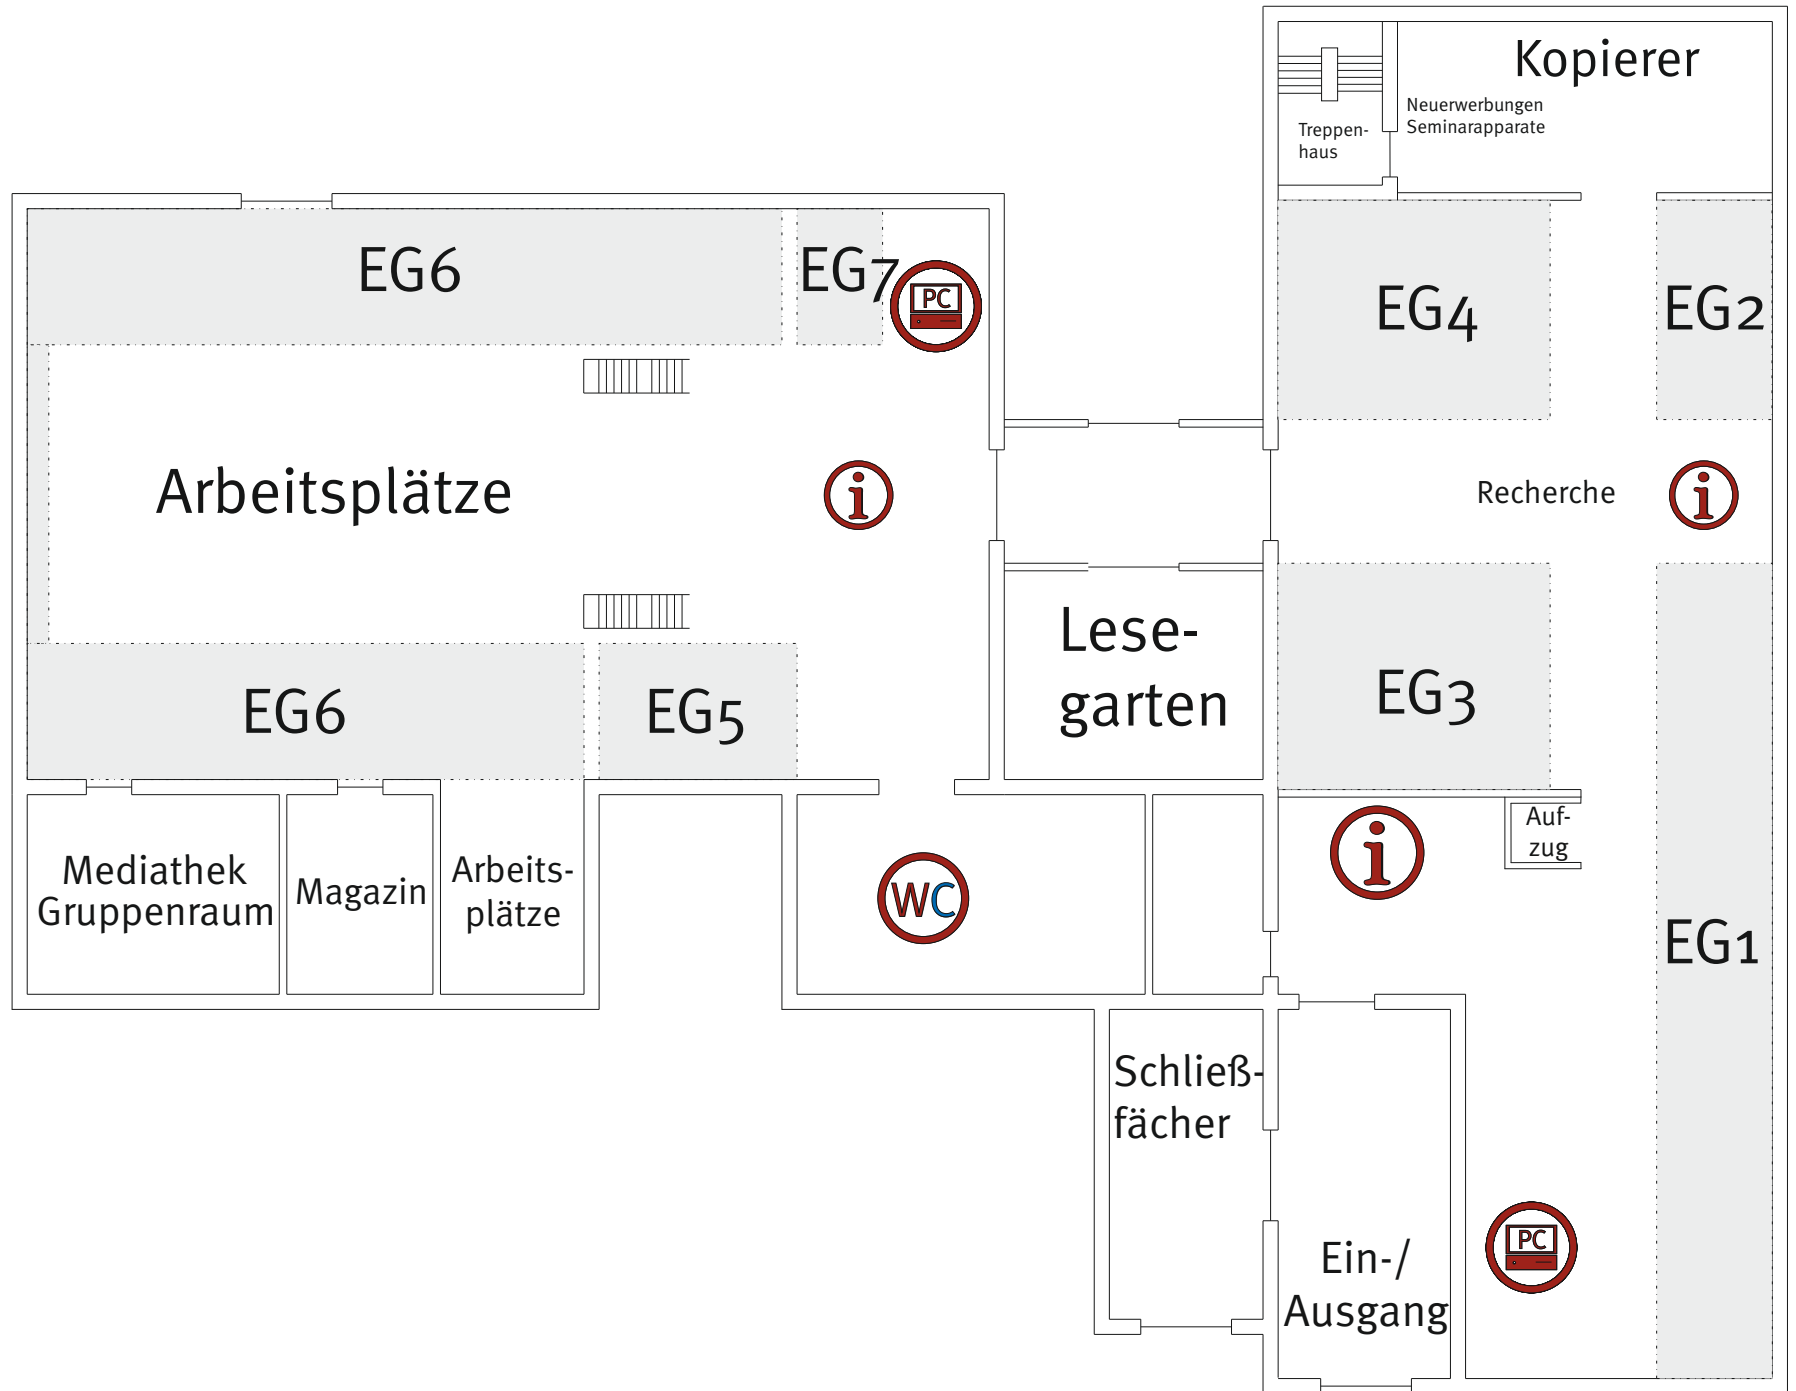 Kopierer
Neuerwerbungen
Seminarapparate
Treppen-
haus
EG6
EG7
PC
EG4
EG2
Arbeitsplätze
i
Recherche
i
Lese-
garten
EG6
EG5
EG3
Auf-
zug
i
Mediathek
Gruppenraum
Magazin
Arbeits-
plätze
WC
EG1
Schließ-
fächer
Ein-/
Ausgang
PC